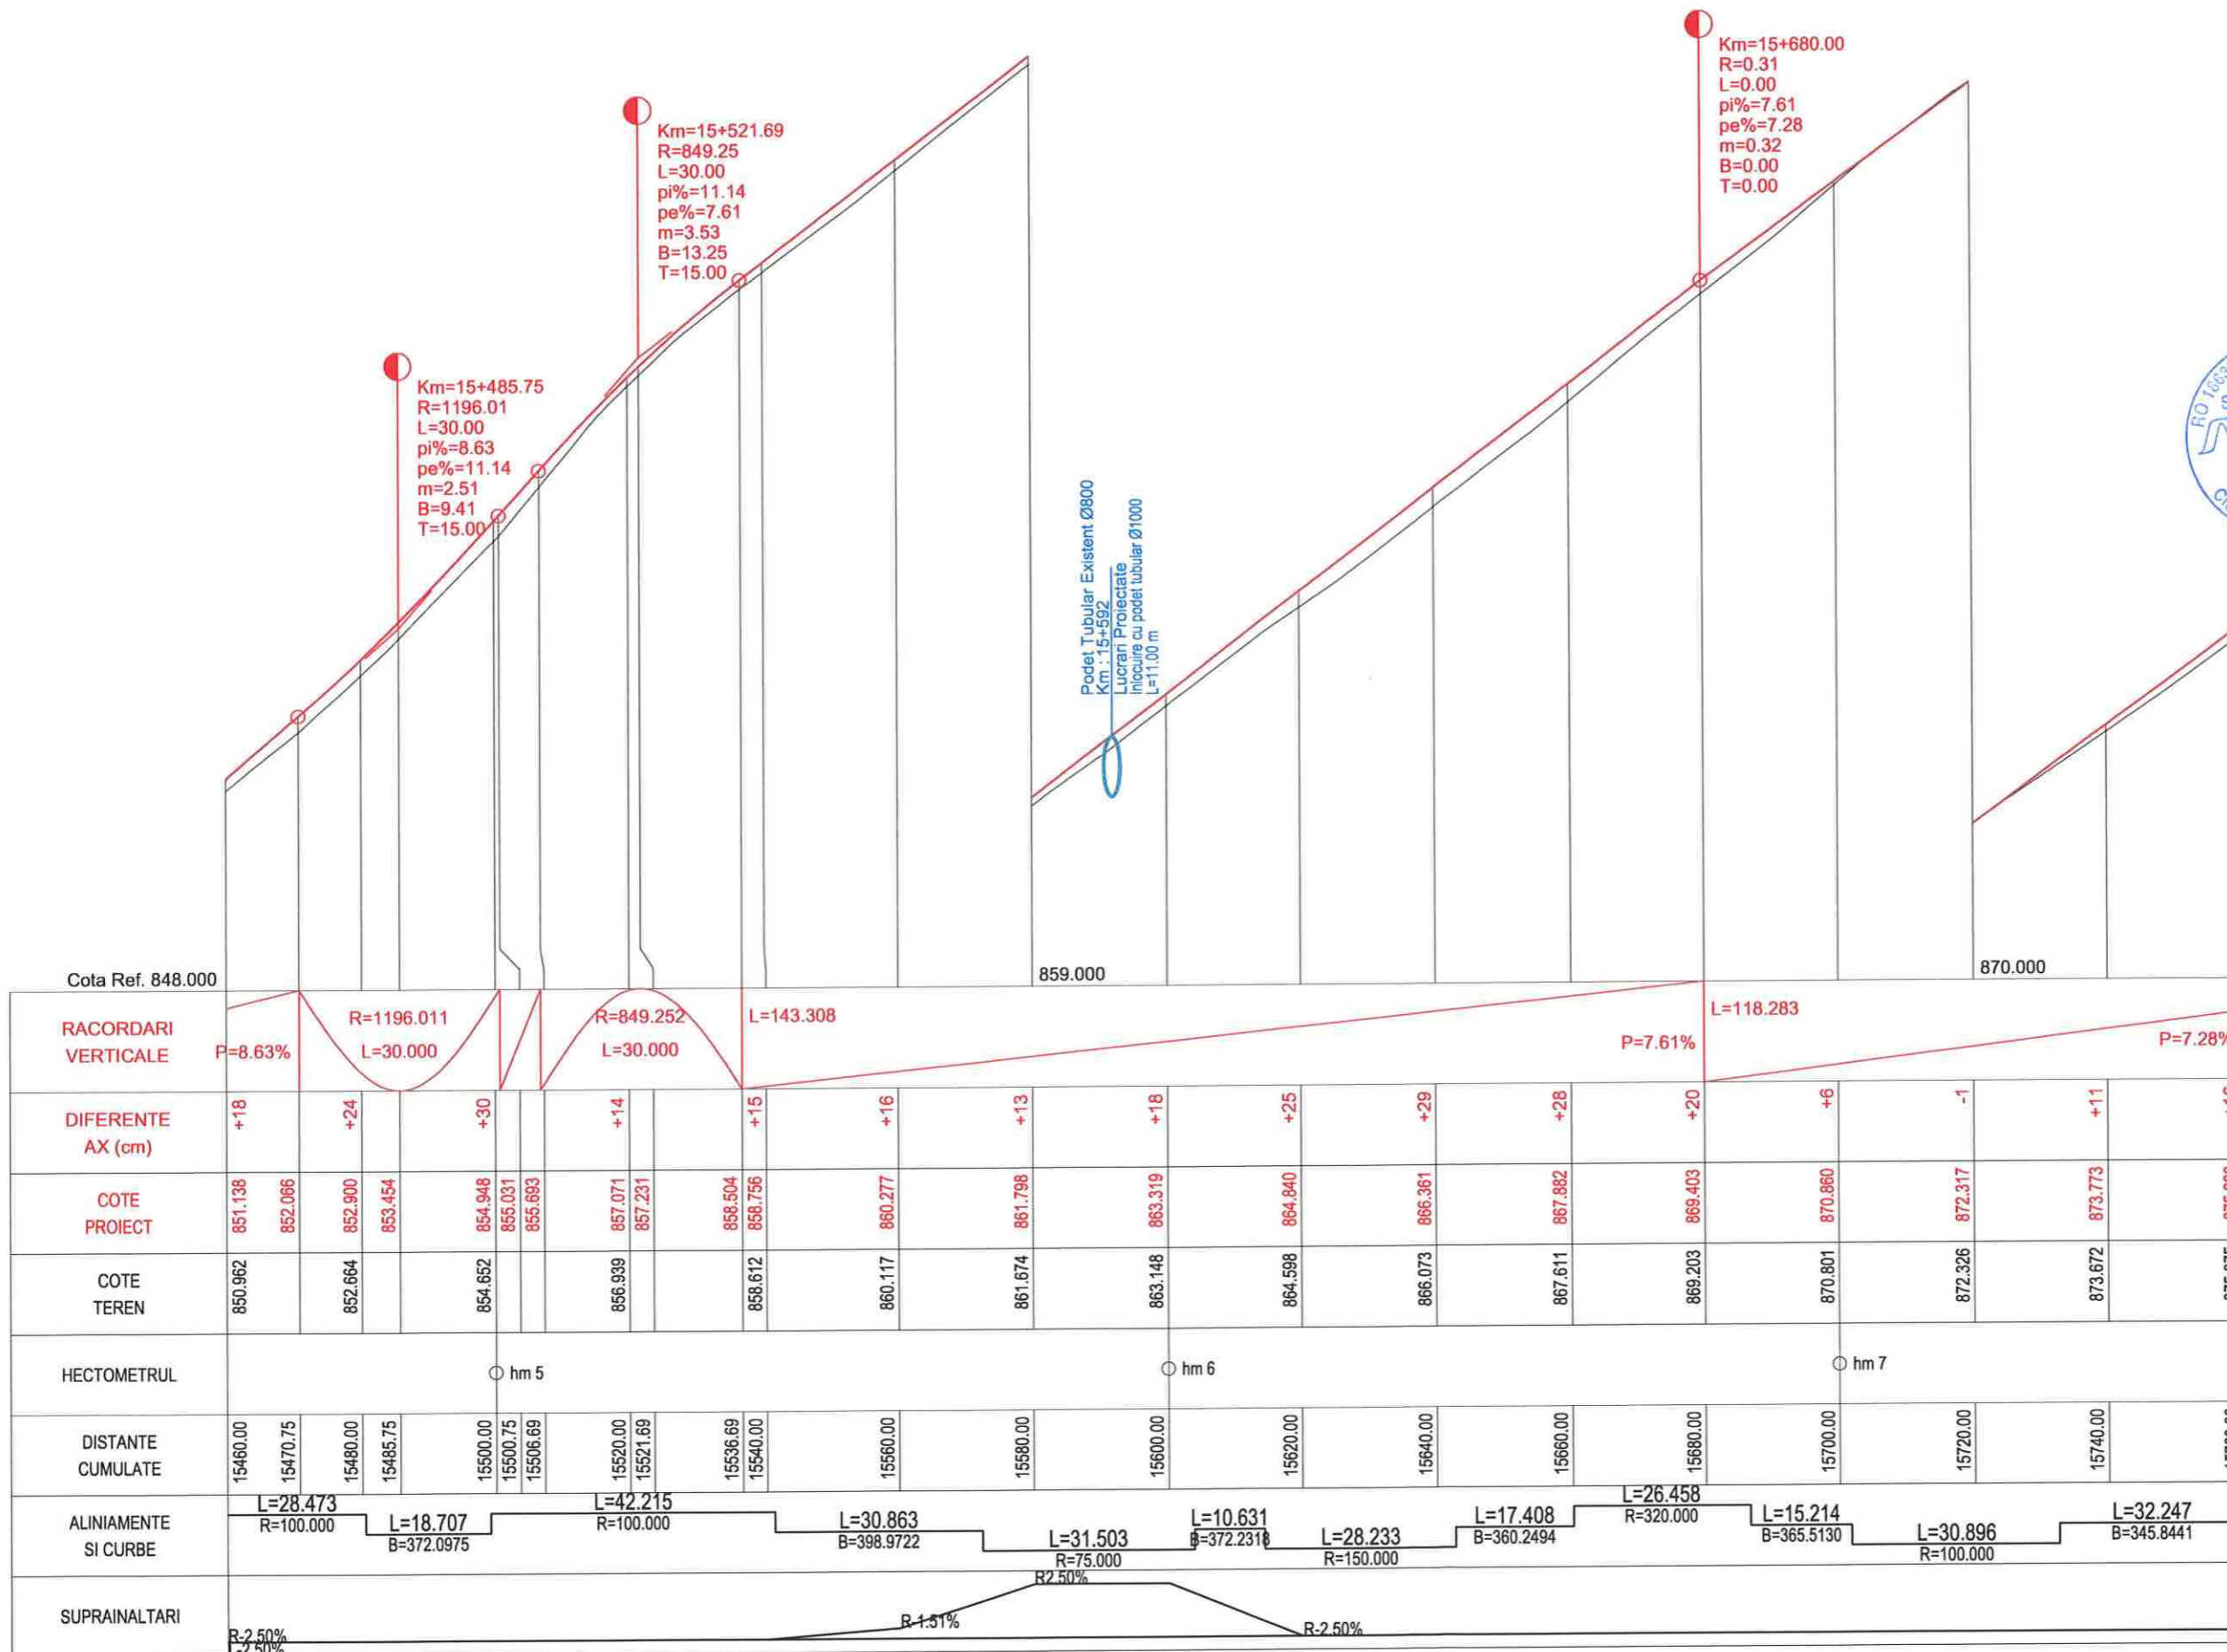 Km=15+680.00
R=0.31
L=0.00
pi%=7.61
pe%=7.28
m=0.32
B=0.00
T=0.00
Km=15+521.69
R=849.25
L=30.00
pi%=11.14
pe%=7.61
m=3.53
B=13.25
T=15.00
Km=15+485.75
R=1196.01
L=30.00
pi%=8.63
pe%=11.14
m=2.51
B=9.41
T=15.00
Podet Tubular Existent Ø800
Km : 15+592
Lucrari Proiectate
Inlocuire cu podet tubular Ø1000
L=11.00 m
Cota Ref. 848.000 859.000 870.000
RACORDARI
VERTICALE
P=8.63%
R=1196.011
L=30.000
R=849.252
L=30.000
L=143.308
P=7.61%
L=118.283
P=7.28%
DIFERENTE
AX (cm)
+18 +24 +30 +14 +15 +16 +13 +18 +25 +29 +28 +20 +6 -1 +11
COTE
PROIECT
851.138 852.066 852.900 853.454 854.948 855.031 855.693 857.071 857.231 858.504 858.756 860.277 861.798 863.319 864.840 866.361 867.882 869.403 870.860 872.317 873.773
COTE
TEREN
850.962 852.664 854.652 856.939 858.612 860.117 861.674 863.148 864.598 866.073 867.611 869.203 870.801 872.326 873.672
HECTOMETRUL
hm 5 hm 6 hm 7
DISTANTE
CUMULATE
15460.00 15470.75 15480.00 15485.75 15500.00 15500.75 15506.69 15520.00 15521.69 15536.69 15540.00 15560.00 15580.00 15600.00 15620.00 15640.00 15660.00 15680.00 15700.00 15720.00 15740.00
ALINIAMENTE
SI CURBE
L=28.473
R=100.000
L=18.707
B=372.0975
L=42.215
R=100.000
L=30.863
B=398.9722
L=31.503
R=75.000
L=10.631
B=372.2318
L=28.233
R=150.000
L=17.408
B=360.2494
L=26.458
R=320.000
L=15.214
B=365.5130
L=30.896
R=100.000
L=32.247
B=345.8441
SUPRAINALTARI
R-2.50%
L-2.50%
R-1.51%
R2.50%
R-2.50%